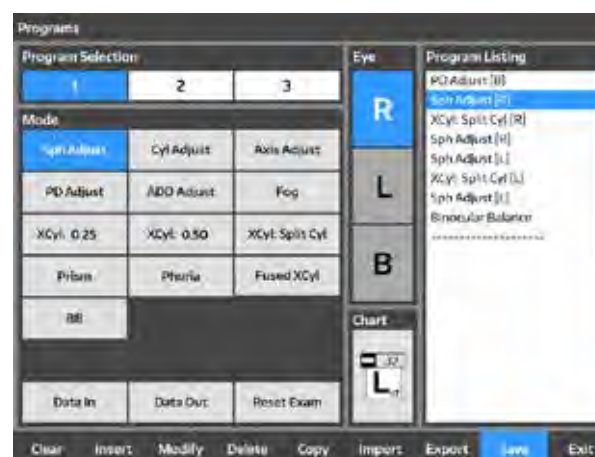 Programs
Program Selection
Eye
Program Listing
1
2
3
R
L
B
Mode
Sph Adjust
Cyl Adjust
Axis Adjust
PD Adjust
ADD Adjust
Fog
XCyl: 0.25
XCyl: 0.50
XCyl: Split Cyl
Prism
Phoria
Fused XCyl
BB
Data In
Data Out
Reset Exam
Chart
L
PD Adjust [B]
Sph Adjust [R]
XCyl: Split Cyl [R]
Sph Adjust [R]
Sph Adjust [L]
XCyl: Split Cyl [L]
Sph Adjust [L]
Binocular Balance
--------------------
Clear
Insert
Modify
Delete
Copy
Import
Export
Save
Exit